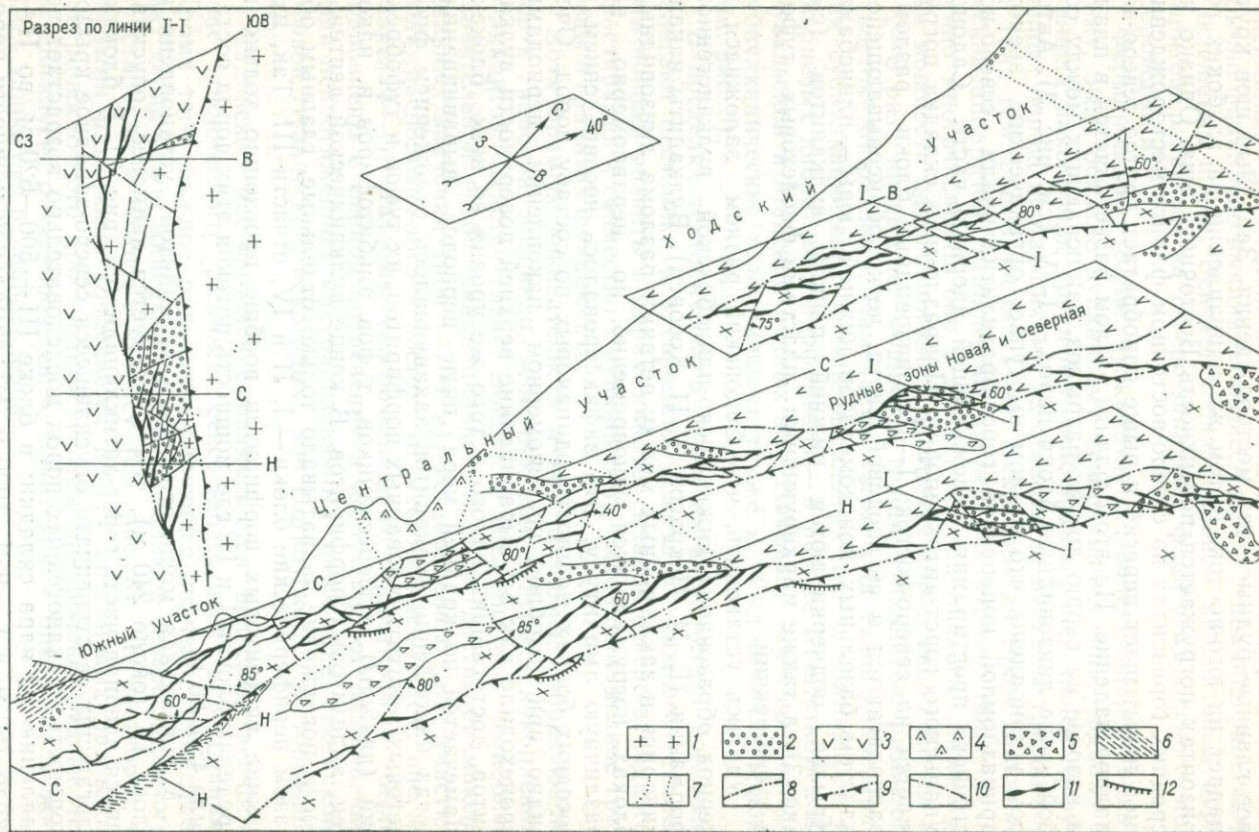 Разрез по линии I–I
ЮВ
СЗ
В
С
Н
С
40°
З
В
Ходский участок
I
В
60°
80°
I
75°
Центральный участок
С
Рудные зоны Новая и Северная
I
60°
I
Н
I
I
40°
80°
С
60°
85°
80°
Южный участок
85°
60°
Н
С
Н
1
2
3
4
5
6
7
8
9
10
11
12